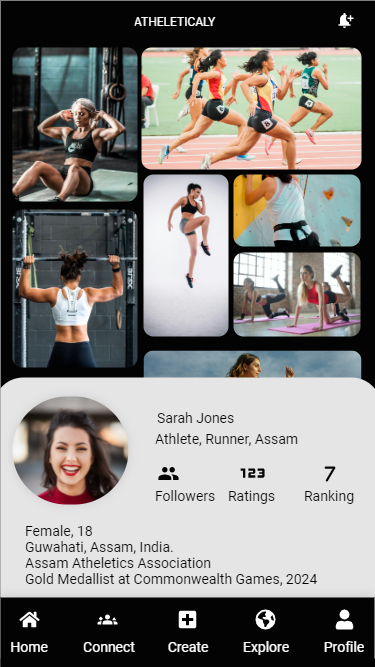 ATHELETICALY
Sarah Jones
Athlete, Runner, Assam
123 7
Followers Ratings Ranking
Female, 18
Guwahati, Assam, India.
Assam Atheletics Association
Gold Medallist at Commonwealth Games, 2024
Home Connect Create Explore Profile